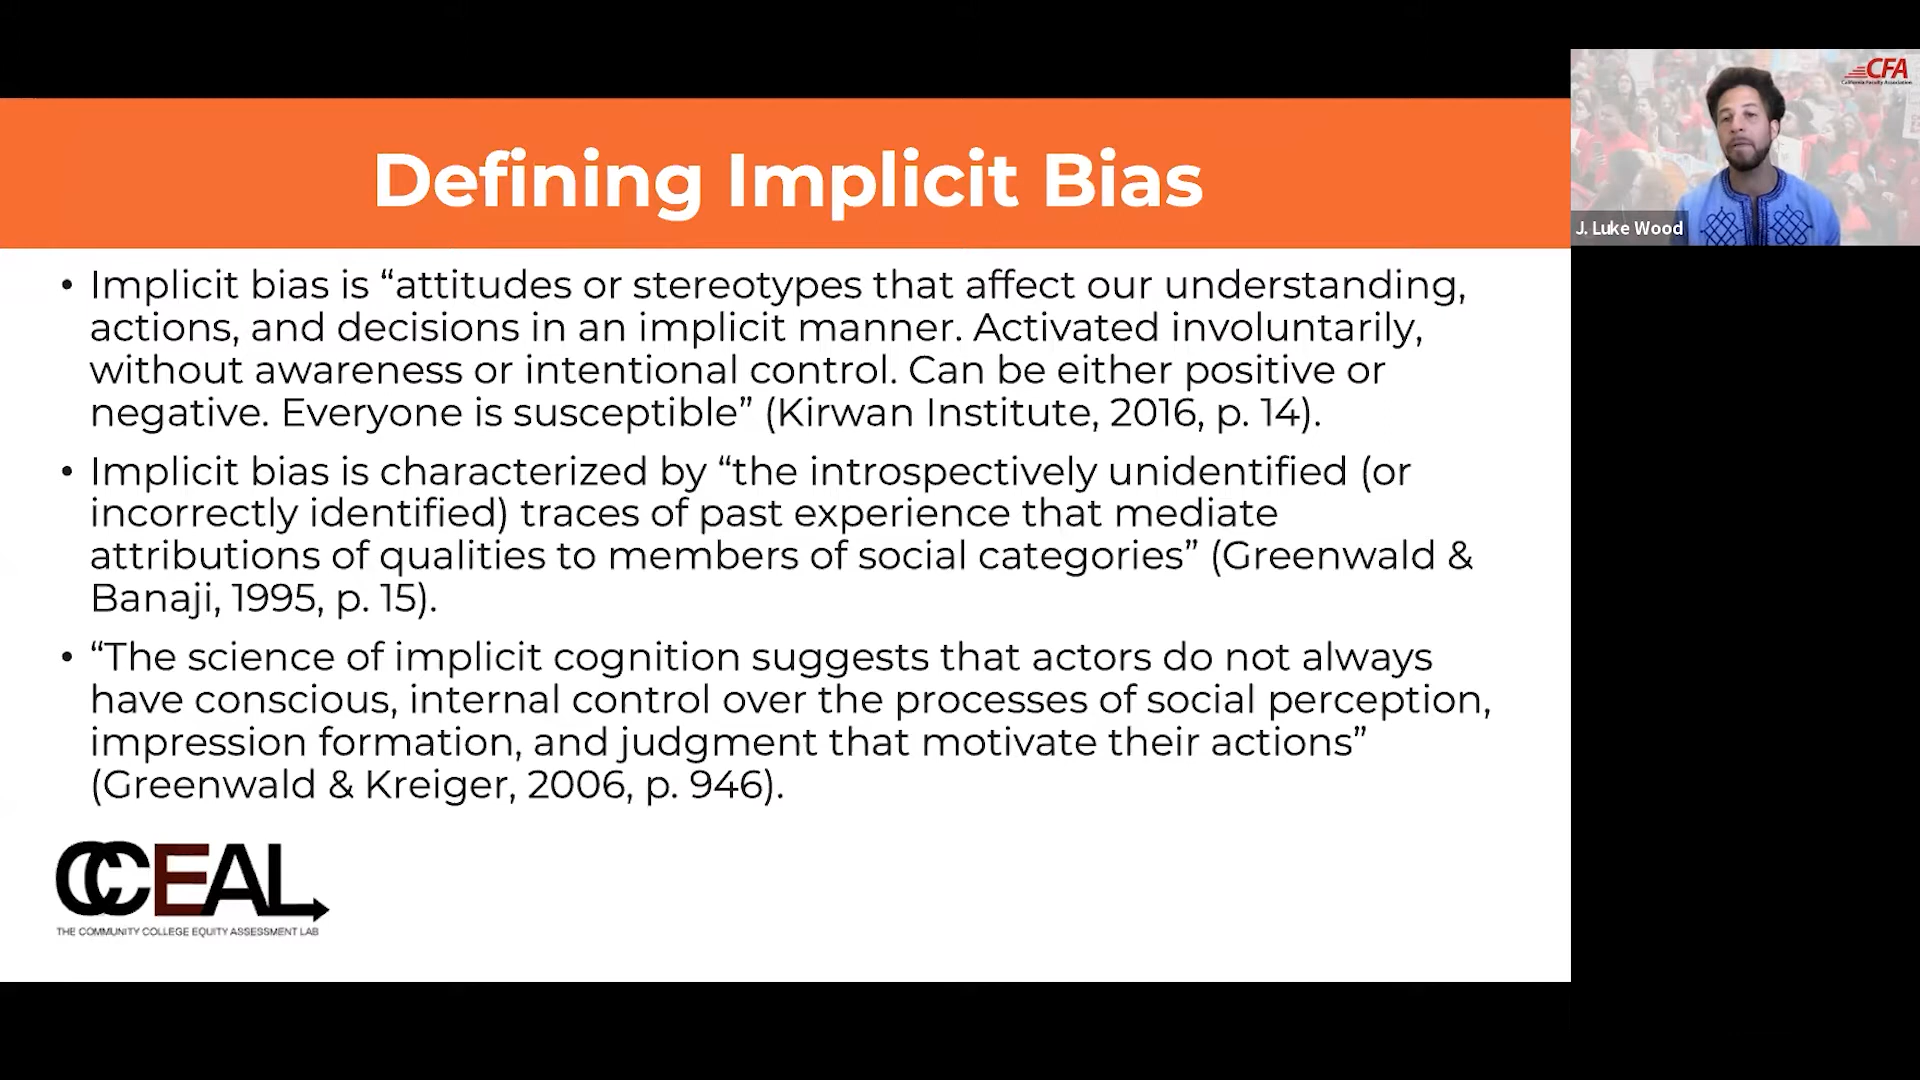 Defining Implicit Bias
• Implicit bias is “attitudes or stereotypes that affect our understanding,
actions, and decisions in an implicit manner. Activated involuntarily,
without awareness or intentional control. Can be either positive or
negative. Everyone is susceptible” (Kirwan Institute, 2016, p. 14).
• Implicit bias is characterized by “the introspectively unidentified (or
incorrectly identified) traces of past experience that mediate
attributions of qualities to members of social categories” (Greenwald &
Banaji, 1995, p. 15).
• “The science of implicit cognition suggests that actors do not always
have conscious, internal control over the processes of social perception,
impression formation, and judgment that motivate their actions”
(Greenwald & Kreiger, 2006, p. 946).
CCEAL
THE COMMUNITY COLLEGE EQUITY ASSESSMENT LAB
CFA
California Faculty Association
J. Luke Wood